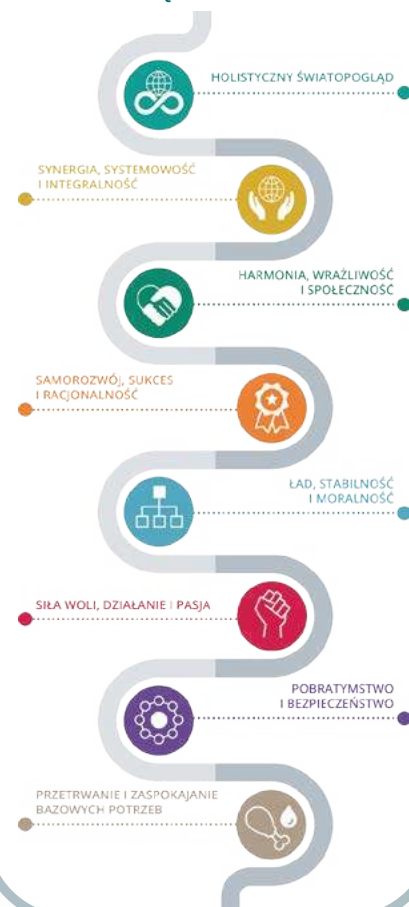 HOLISTYCZNY ŚWIATOPOGLĄD
SYNERGIA, SYSTEMOWOŚĆ
I INTEGRALNOŚĆ
HARMONIA, WRAŻLIWOŚĆ
I SPOŁECZNOŚĆ
SAMOROZWÓJ, SUKCES
I RACJONALNOŚĆ
ŁAD, STABILNOŚĆ
I MORALNOŚĆ
SIŁA WOLI, DZIAŁANIE I PASJA
POBRATYMSTWO
I BEZPIECZEŃSTWO
PRZETRWANIE I ZASPOKAJANIE
BAZOWYCH POTRZEB